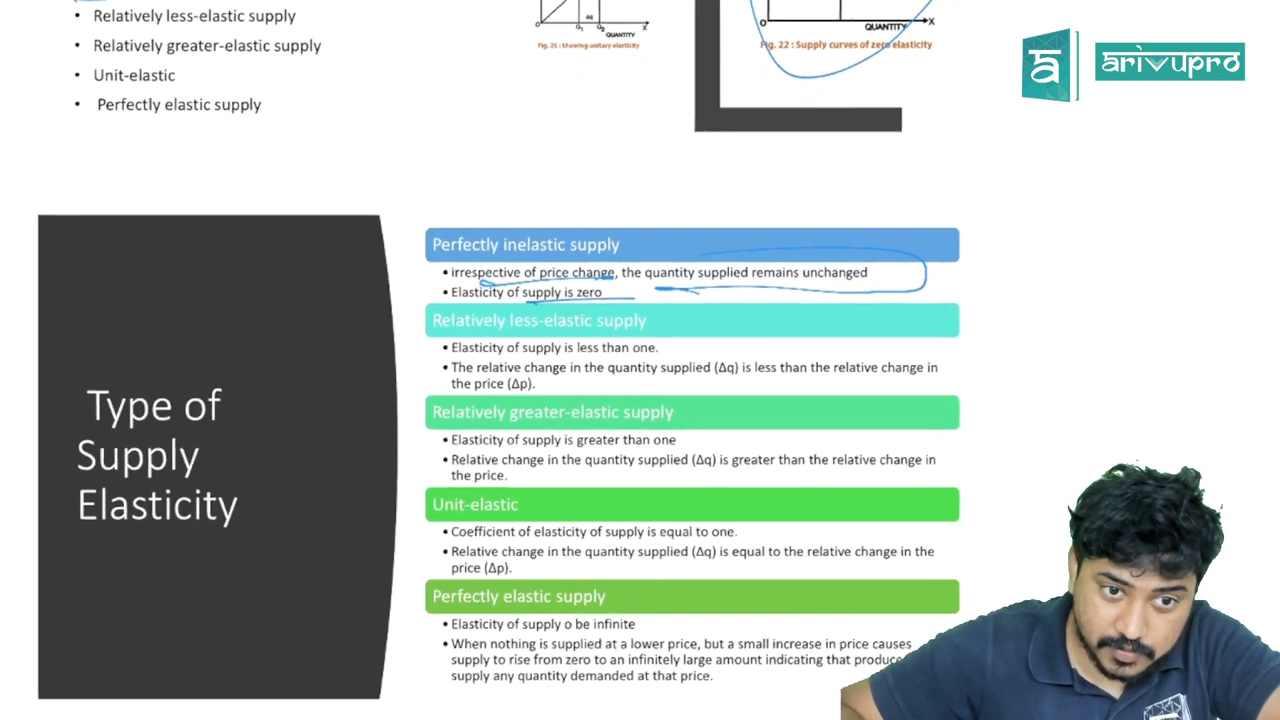 • Relatively less-elastic supply
• Relatively greater-elastic supply
• Unit-elastic
• Perfectly elastic supply
O
Q₁
Δq
Q₂
X
QUANTITY
Fig. 25 : Showing unitary elasticity
O
QUANTITY
X
Fig. 22 : Supply curves of zero elasticity
arivupro
Type of
Supply
Elasticity
Perfectly inelastic supply
• irrespective of price change, the quantity supplied remains unchanged
• Elasticity of supply is zero
Relatively less-elastic supply
• Elasticity of supply is less than one.
• The relative change in the quantity supplied (Δq) is less than the relative change in
the price (Δp).
Relatively greater-elastic supply
• Elasticity of supply is greater than one
• Relative change in the quantity supplied (Δq) is greater than the relative change in
the price.
Unit-elastic
• Coefficient of elasticity of supply is equal to one.
• Relative change in the quantity supplied (Δq) is equal to the relative change in the
price (Δp).
Perfectly elastic supply
• Elasticity of supply o be infinite
• When nothing is supplied at a lower price, but a small increase in price causes
supply to rise from zero to an infinitely large amount indicating that produce
supply any quantity demanded at that price.